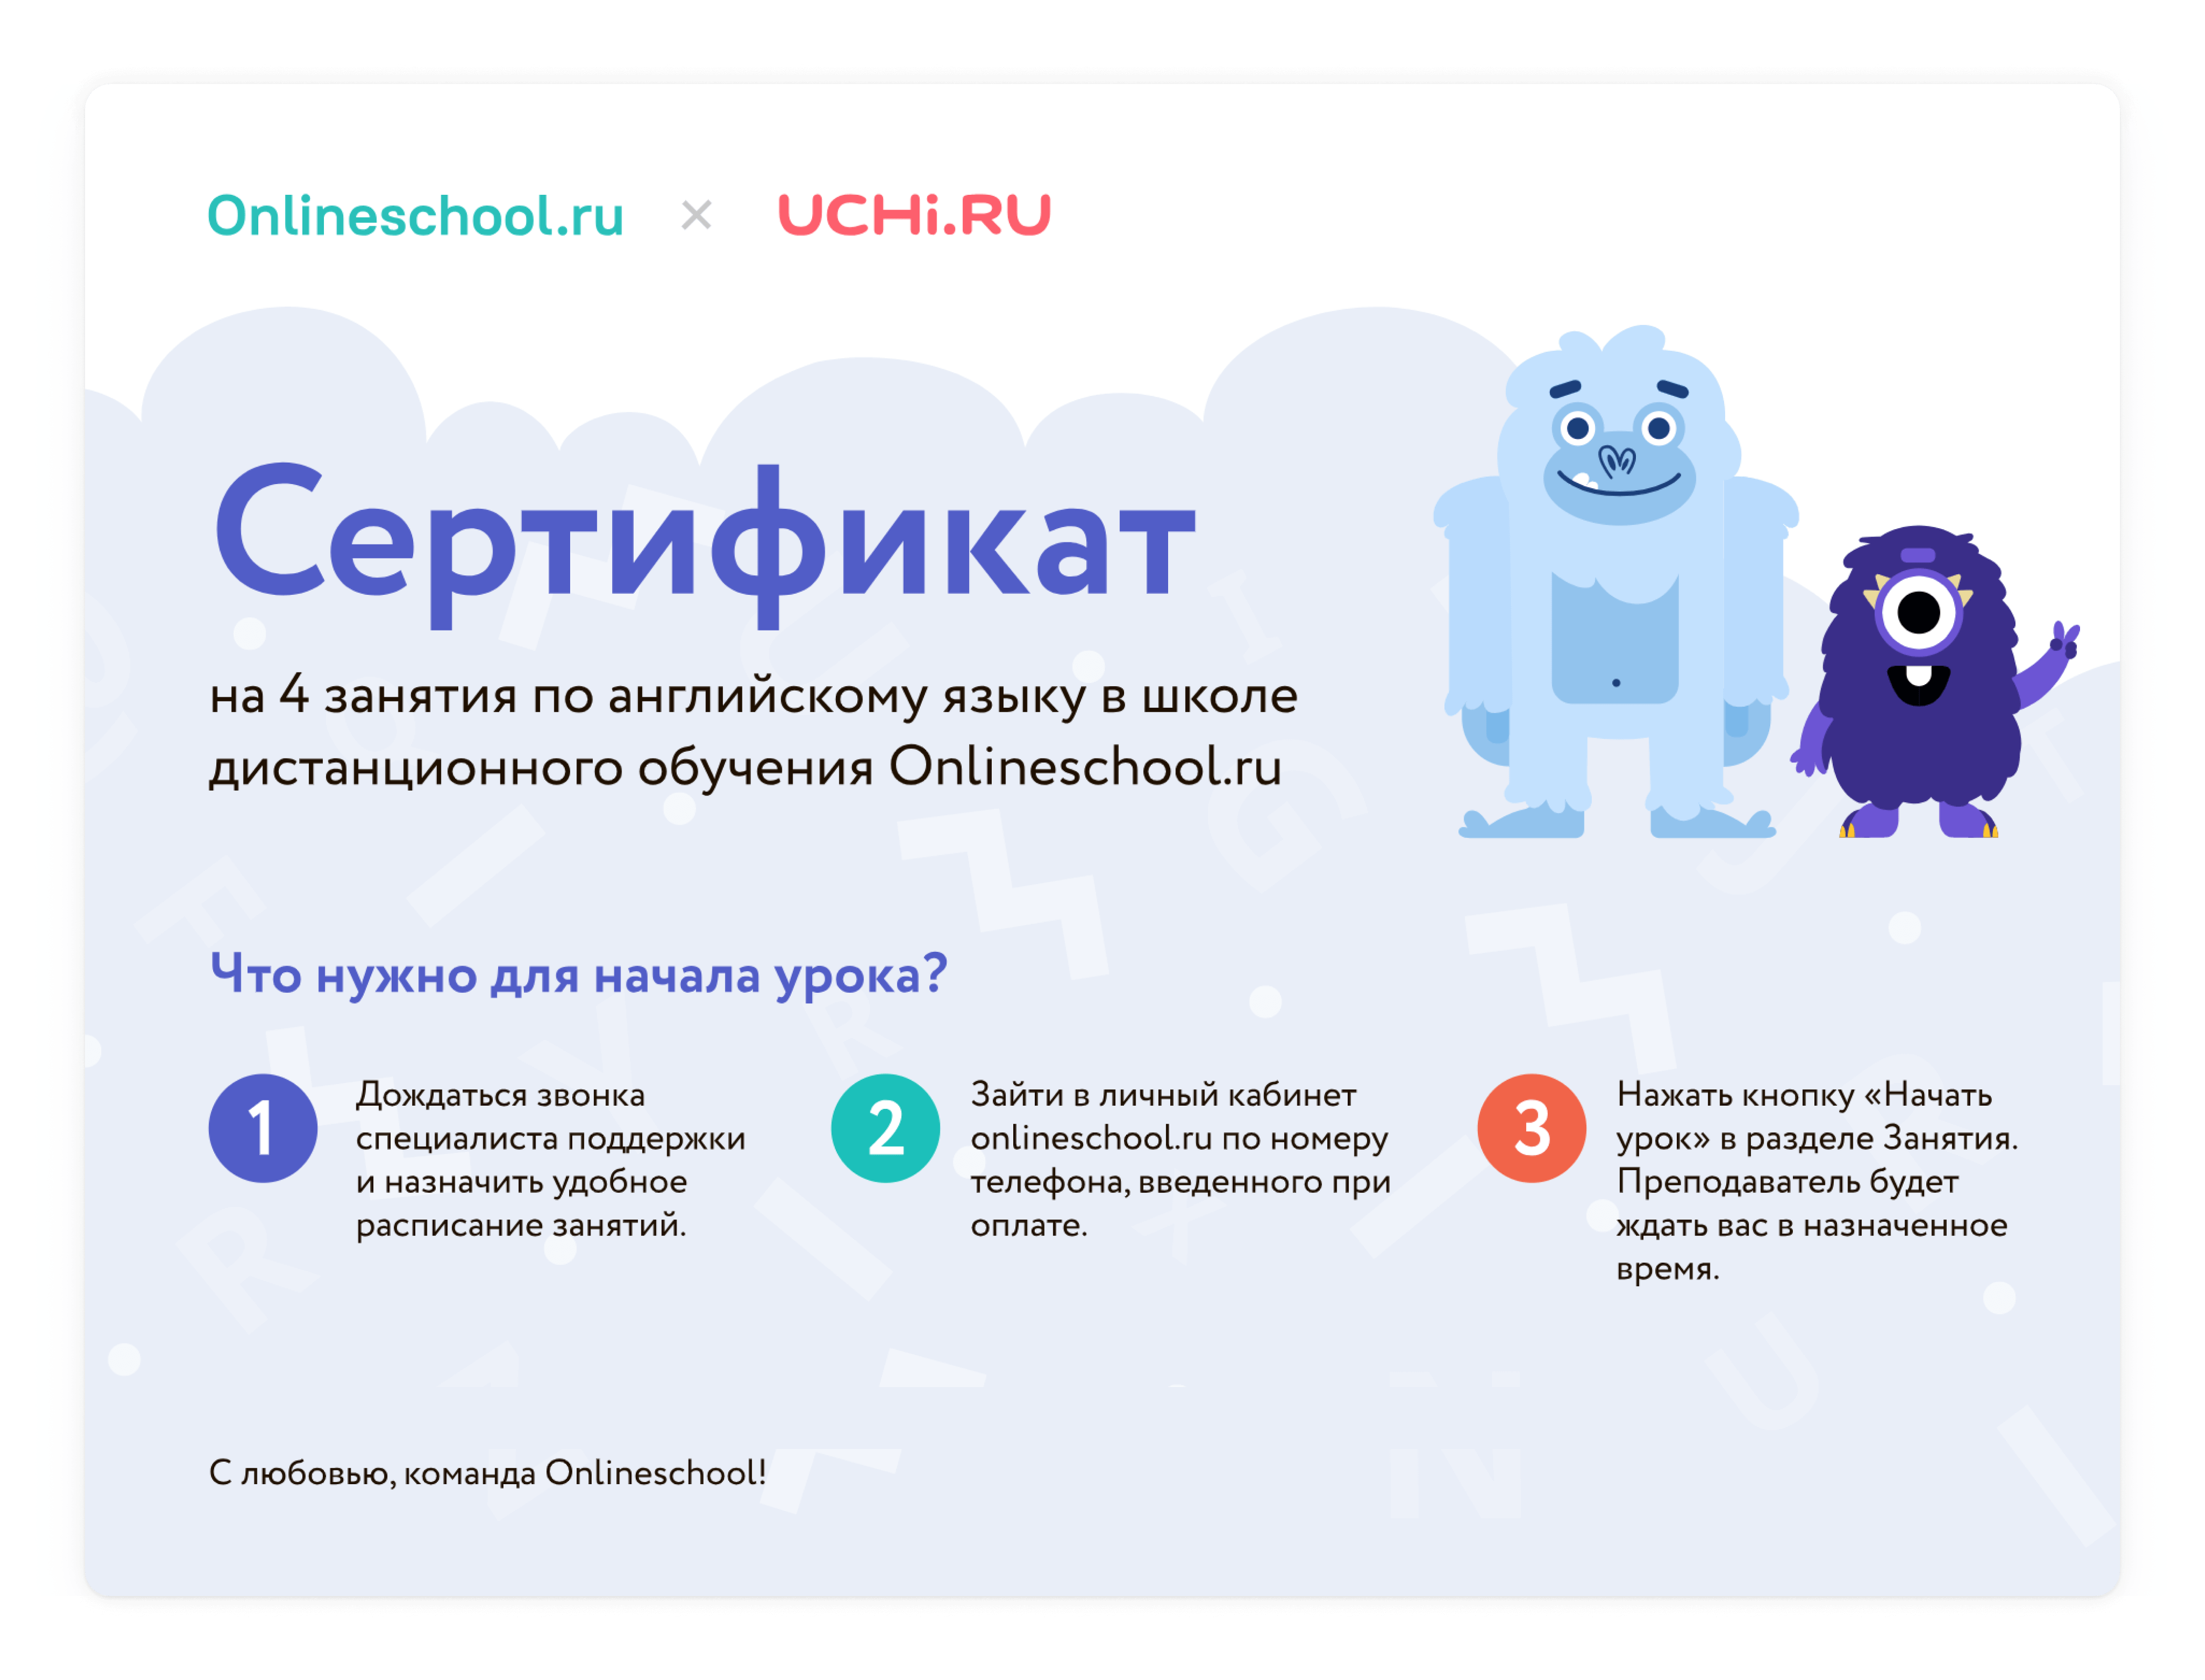 Onlineschool.ru × UCHi.RU
Сертификат
на 4 занятия по английскому языку в школе
дистанционного обучения Onlineschool.ru
Что нужно для начала урока?
1
Дождаться звонка
специалиста поддержки
и назначить удобное
расписание занятий.
2
Зайти в личный кабинет
onlineschool.ru по номеру
телефона, введенного при
оплате.
3
Нажать кнопку «Начать
урок» в разделе Занятия.
Преподаватель будет
ждать вас в назначенное
время.
С любовью, команда Onlineschool!